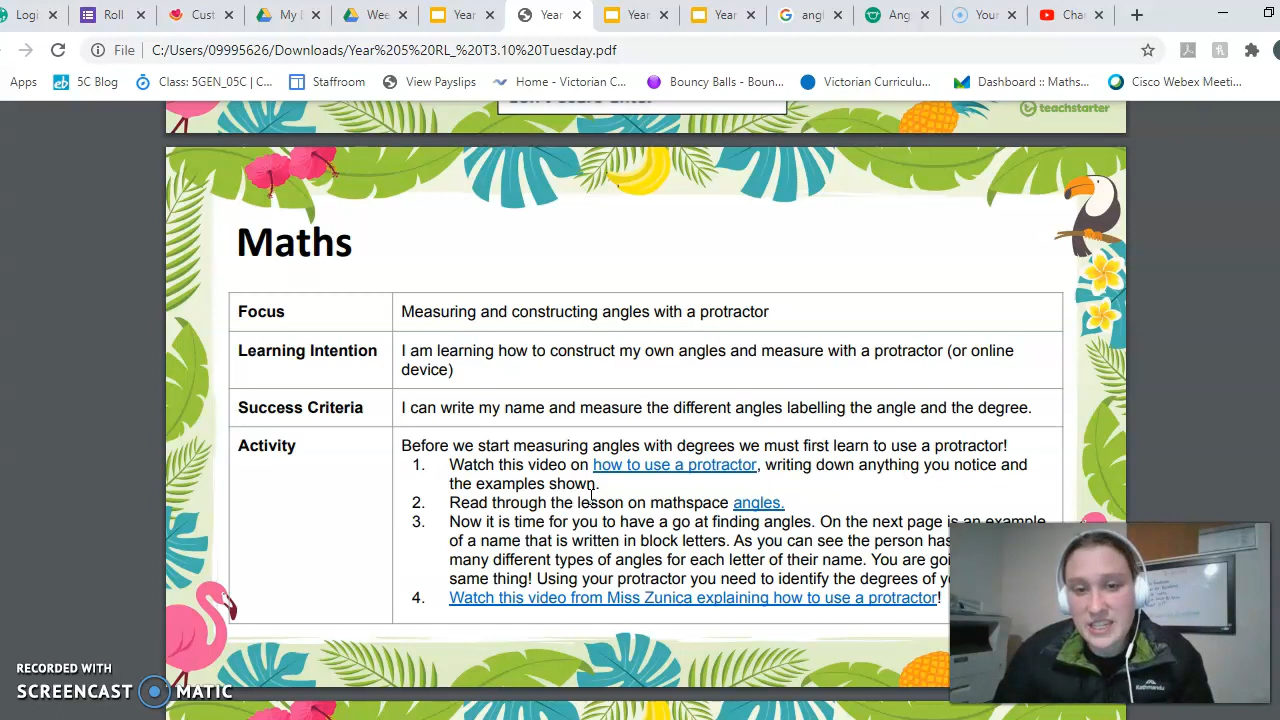 Logi
Roll
Cust
My I
Wee
Year
Year
Year
Year
angl
Ang
Your
Cha
File
C:/Users/09995626/Downloads/Year%205%20RL_%20T3.10%20Tuesday.pdf
Apps
5C Blog
Class: 5GEN_05C | C...
Staffroom
View Payslips
Home - Victorian C...
Bouncy Balls - Boun...
Victorian Curriculu...
Dashboard :: Maths...
Cisco Webex Meeti...
teachstarter
Maths
Focus
Measuring and constructing angles with a protractor
Learning Intention
I am learning how to construct my own angles and measure with a protractor (or online
device)
Success Criteria
I can write my name and measure the different angles labelling the angle and the degree.
Activity
Before we start measuring angles with degrees we must first learn to use a protractor!
1. Watch this video on how to use a protractor, writing down anything you notice and
the examples shown.
2. Read through the lesson on mathspace angles.
3. Now it is time for you to have a go at finding angles. On the next page is an example
of a name that is written in block letters. As you can see the person has
many different types of angles for each letter of their name. You are goi
same thing! Using your protractor you need to identify the degrees of y
4. Watch this video from Miss Zunica explaining how to use a protractor!
RECORDED WITH
SCREENCAST MATIC
Kathmandu